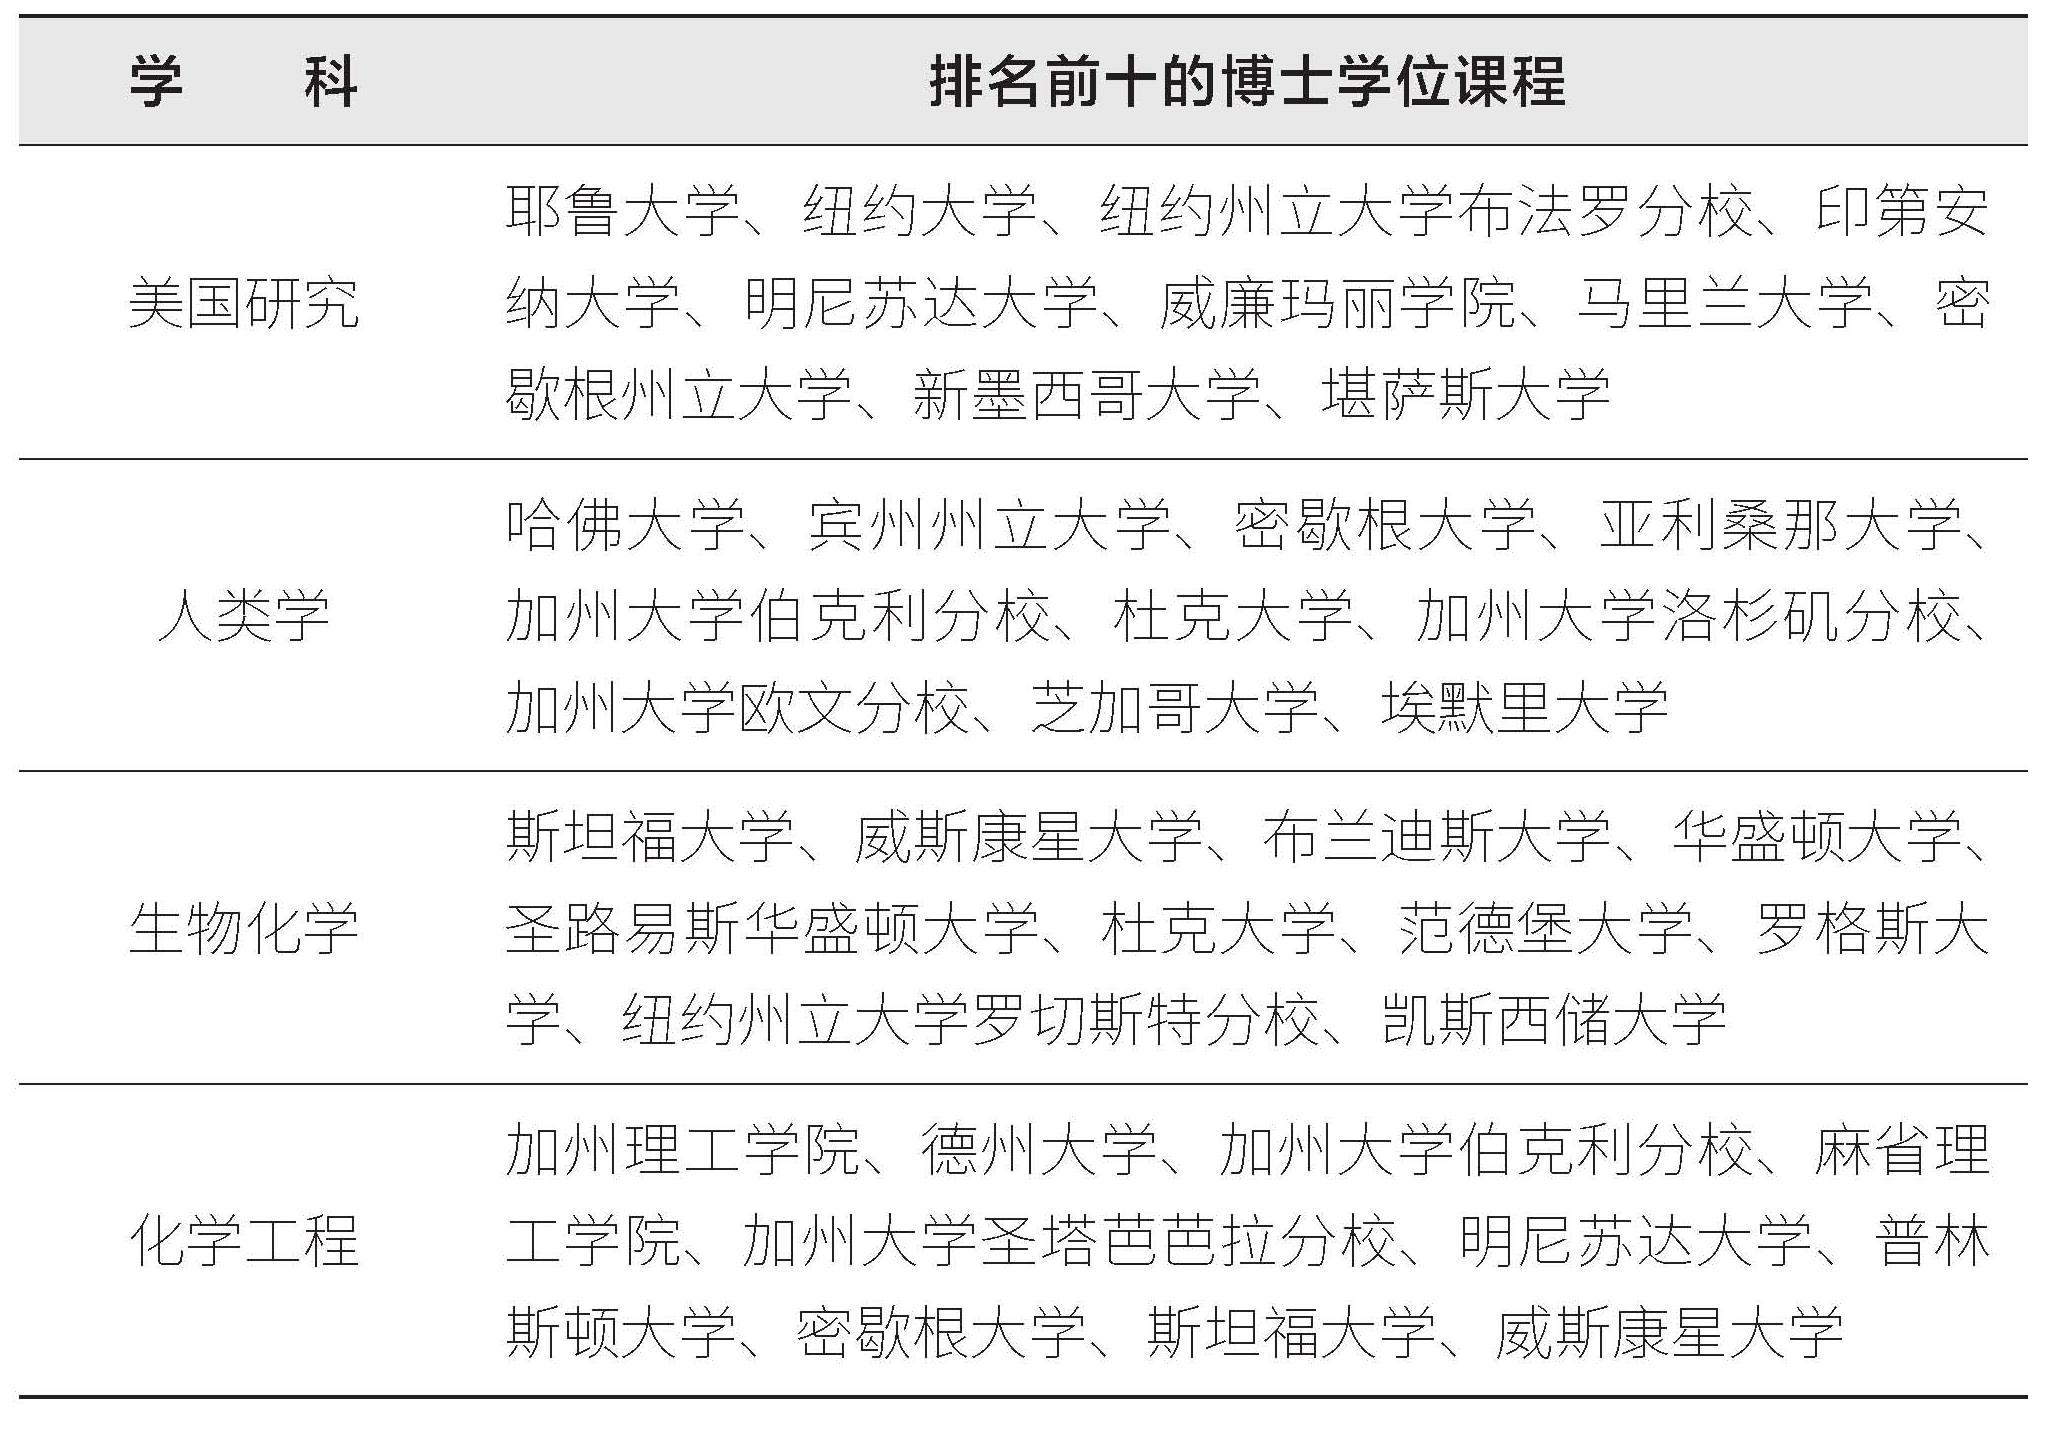 学　科　排名前十的博士学位课程
耶鲁大学、纽约大学、纽约州立大学布法罗分校、印第安
美国研究　纳大学、明尼苏达大学、威廉玛丽学院、马里兰大学、密
歇根州立大学、新墨西哥大学、堪萨斯大学
哈佛大学、宾州州立大学、密歇根大学、亚利桑那大学、
人类学　加州大学伯克利分校、杜克大学、加州大学洛杉矶分校、
加州大学欧文分校、芝加哥大学、埃默里大学
斯坦福大学、威斯康星大学、布兰迪斯大学、华盛顿大学、
生物化学　圣路易斯华盛顿大学、杜克大学、范德堡大学、罗格斯大
学、纽约州立大学罗切斯特分校、凯斯西储大学
加州理工学院、德州大学、加州大学伯克利分校、麻省理
化学工程　工学院、加州大学圣塔芭芭拉分校、明尼苏达大学、普林
斯顿大学、密歇根大学、斯坦福大学、威斯康星大学